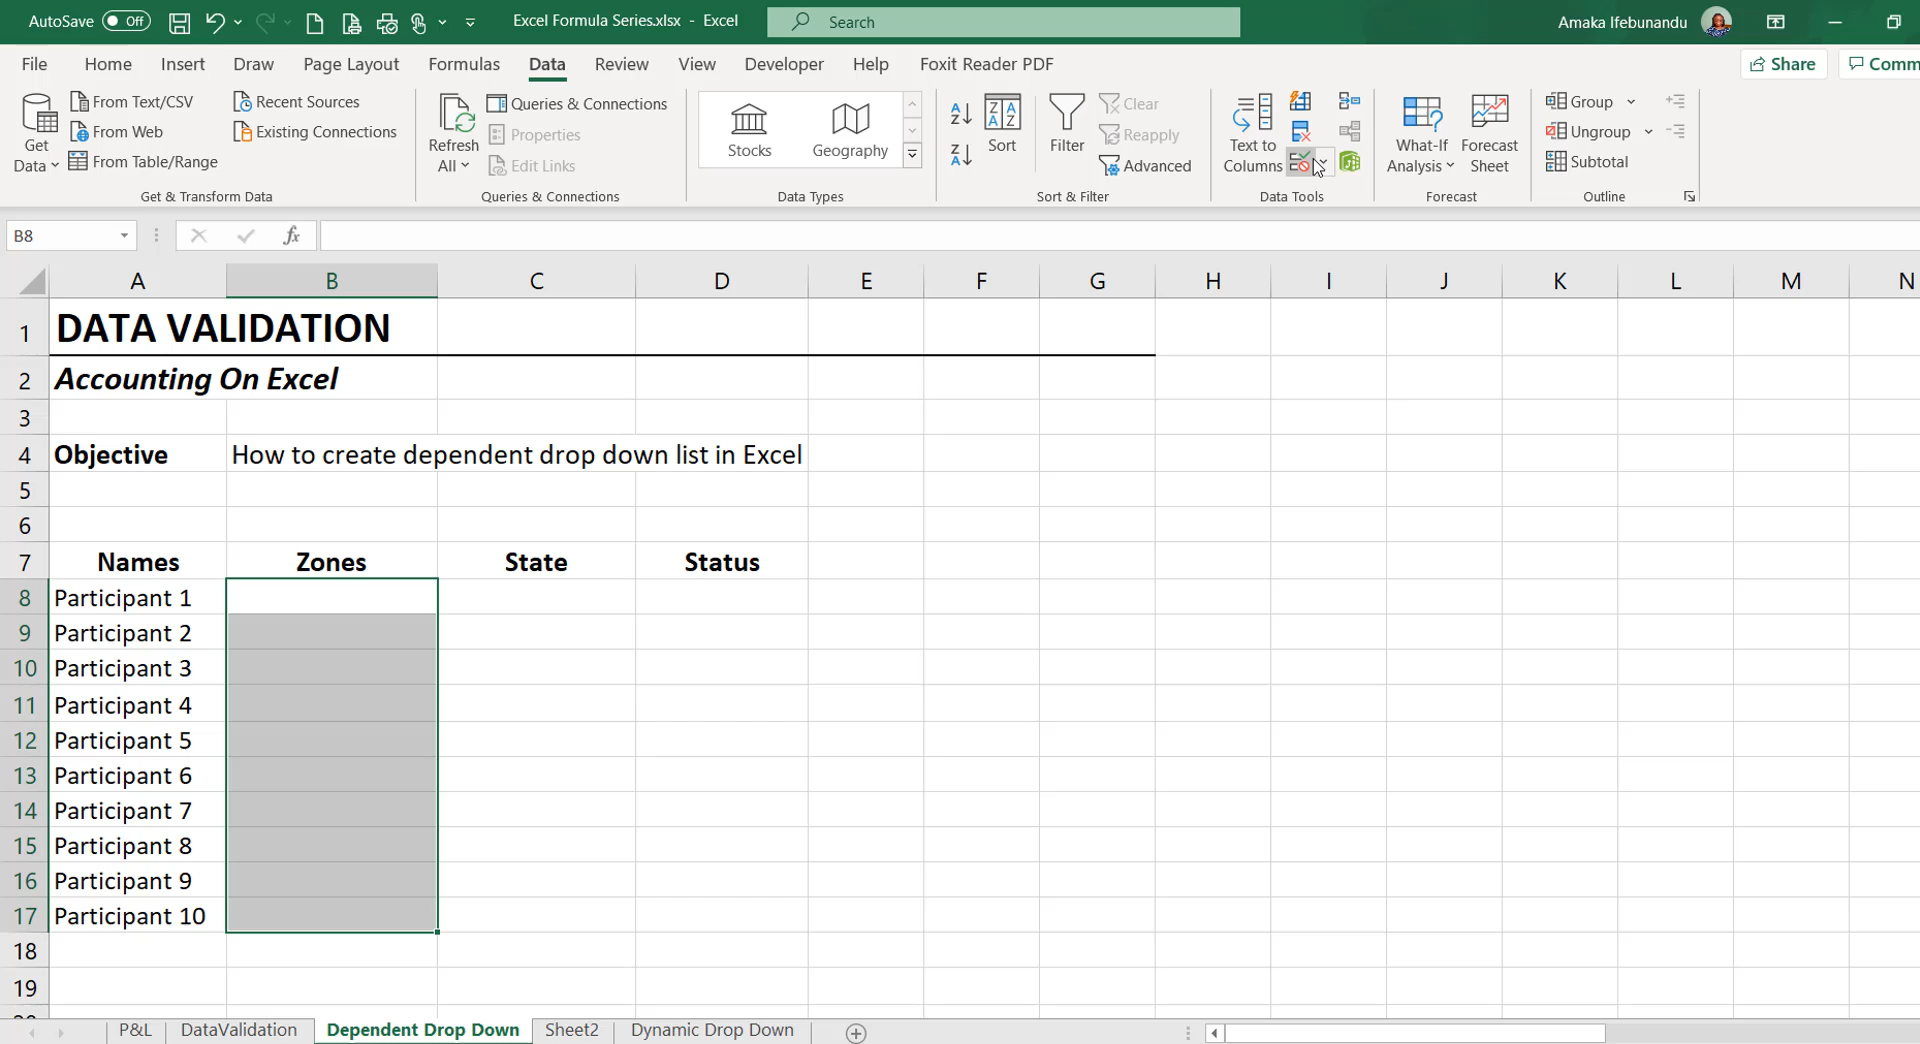 AutoSave Off Excel Formula Series.xlsx - Excel Search Amaka Ifebunandu
File Home Insert Draw Page Layout Formulas Data Review View Developer Help Foxit Reader PDF Share Comm
Get Data
From Text/CSV
From Web
From Table/Range
Recent Sources
Existing Connections
Get & Transform Data
Refresh All
Queries & Connections
Properties
Edit Links
Queries & Connections
Stocks Geography
Data Types
Sort
Filter
Clear
Reapply
Advanced
Sort & Filter
Text to Columns
Data Tools
What-If Analysis
Forecast Sheet
Forecast
Group
Ungroup
Subtotal
Outline
B8 fx
A B C D E F G H I J K L M N
1 DATA VALIDATION
2 Accounting On Excel
3
4 Objective How to create dependent drop down list in Excel
5
6
7 Names Zones State Status
8 Participant 1
9 Participant 2
10 Participant 3
11 Participant 4
12 Participant 5
13 Participant 6
14 Participant 7
15 Participant 8
16 Participant 9
17 Participant 10
18
19
P&L DataValidation Dependent Drop Down Sheet2 Dynamic Drop Down